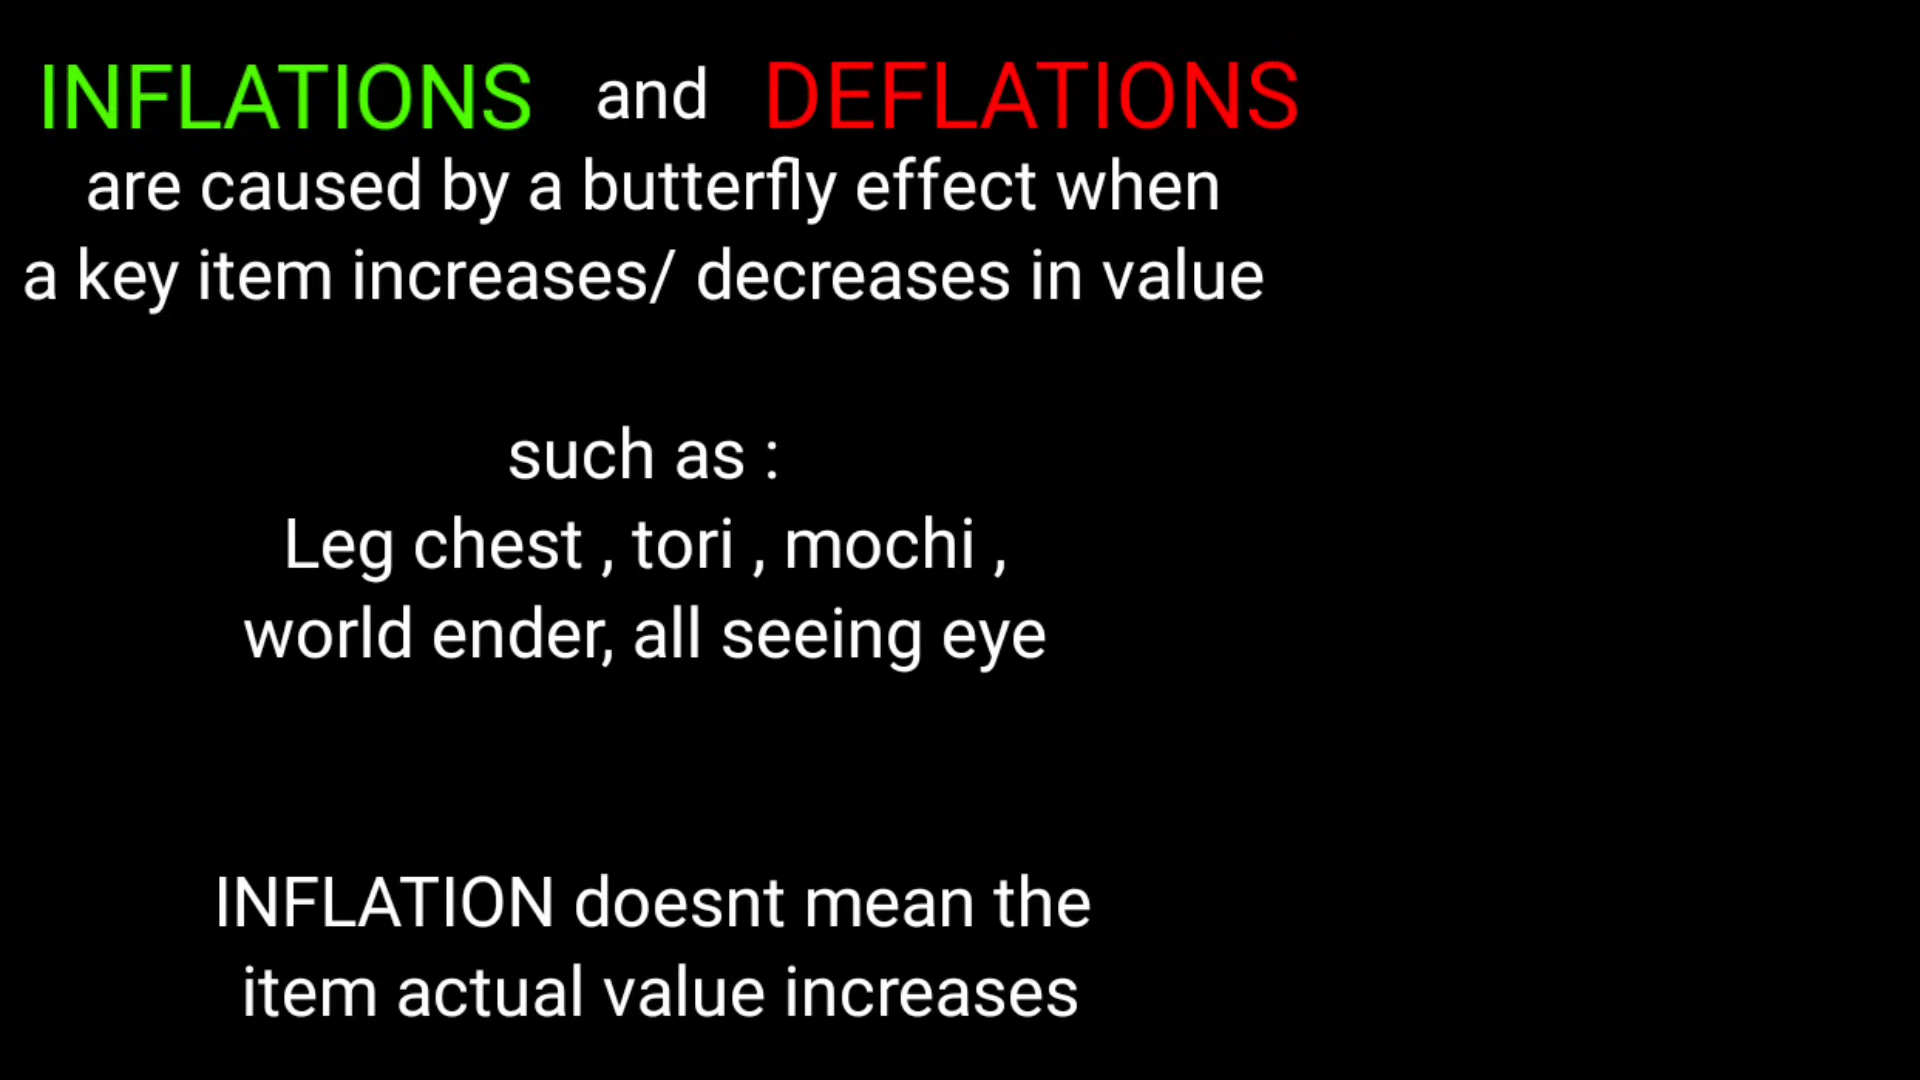 INFLATIONS and DEFLATIONS
are caused by a butterfly effect when
a key item increases/ decreases in value
such as :
Leg chest , tori , mochi ,
world ender, all seeing eye
INFLATION doesnt mean the
item actual value increases